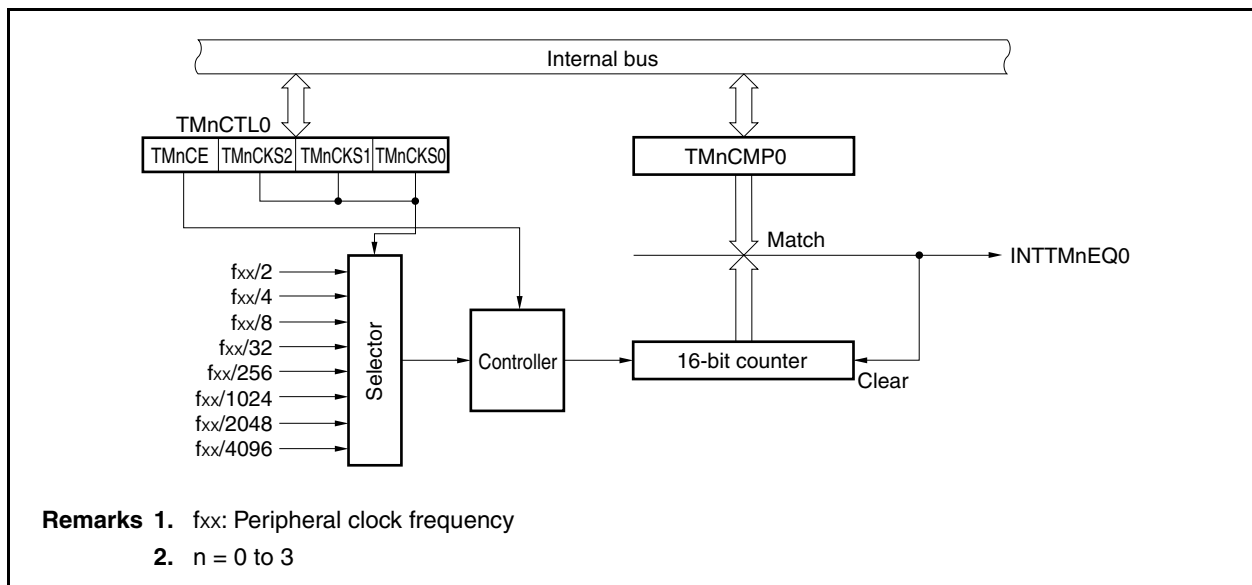 Internal bus
TMnCTL0
TMnCE TMnCKS2 TMnCKS1 TMnCKS0
TMnCMP0
Match
INTTMnEQ0
fxx/2
fxx/4
fxx/8
fxx/32
fxx/256
fxx/1024
fxx/2048
fxx/4096
Selector
Controller
16-bit counter
Clear
Remarks 1. fxx: Peripheral clock frequency
2. n = 0 to 3